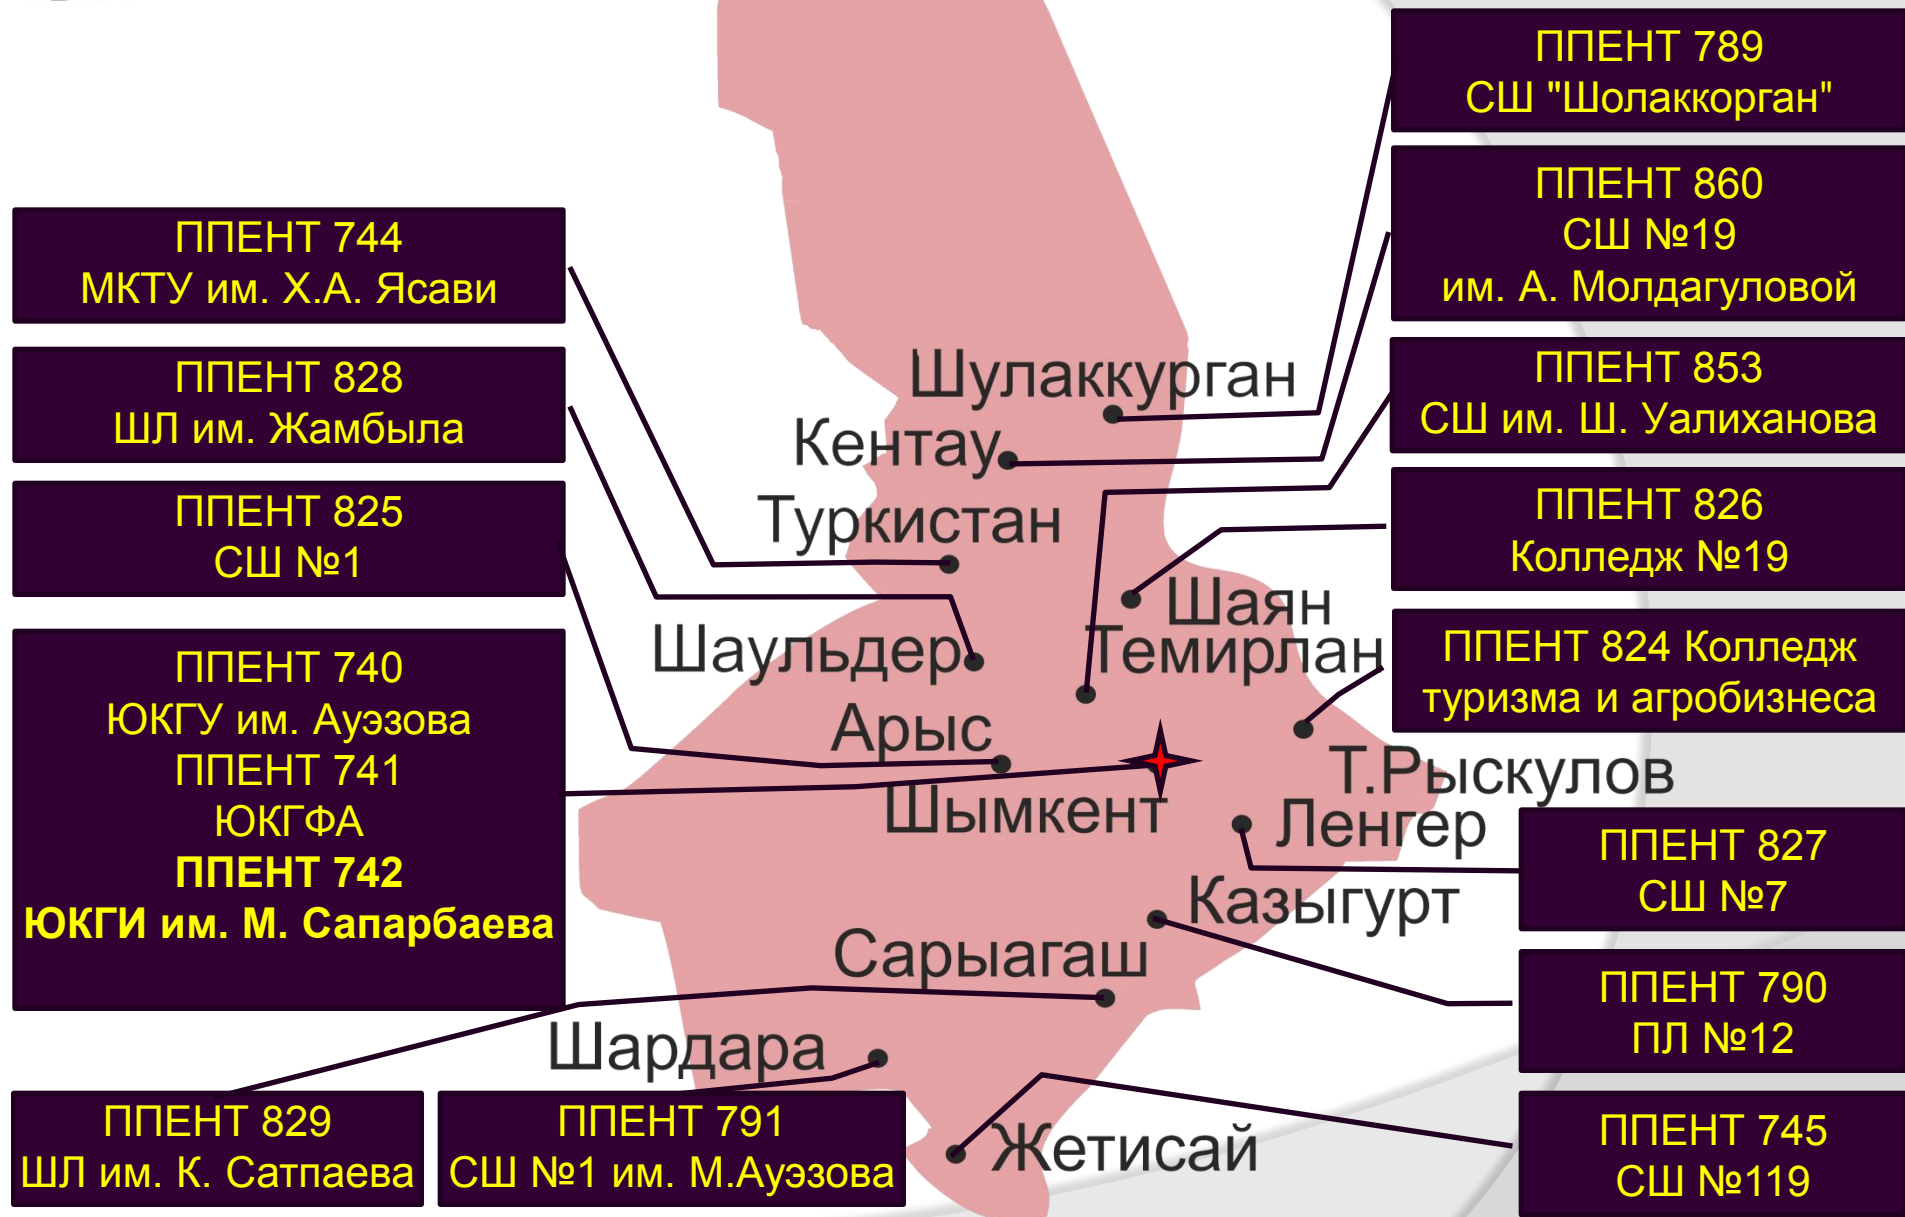 ППЕНТ 744
МКТУ им. Х.А. Ясави
ППЕНТ 828
ШЛ им. Жамбыла
ППЕНТ 825
СШ №1
ППЕНТ 740
ЮКГУ им. Ауэзова
ППЕНТ 741
ЮКГФА
ППЕНТ 742
ЮКГИ им. М. Сапарбаева
ППЕНТ 829
ШЛ им. К. Сатпаева
ППЕНТ 791
СШ №1 им. М.Ауэзова
Шулаккурган
Кентау
Туркистан
Шаян
Шаульдер
Темирлан
Арыс
Т.Рыскулов
Шымкент
Ленгер
Казыгурт
Сарыагаш
Шардара
Жетисай
ППЕНТ 789
СШ "Шолаккорган"
ППЕНТ 860
СШ №19
им. А. Молдагуловой
ППЕНТ 853
СШ им. Ш. Уалиханова
ППЕНТ 826
Колледж №19
ППЕНТ 824 Колледж
туризма и агробизнеса
ППЕНТ 827
СШ №7
ППЕНТ 790
ПЛ №12
ППЕНТ 745
СШ №119